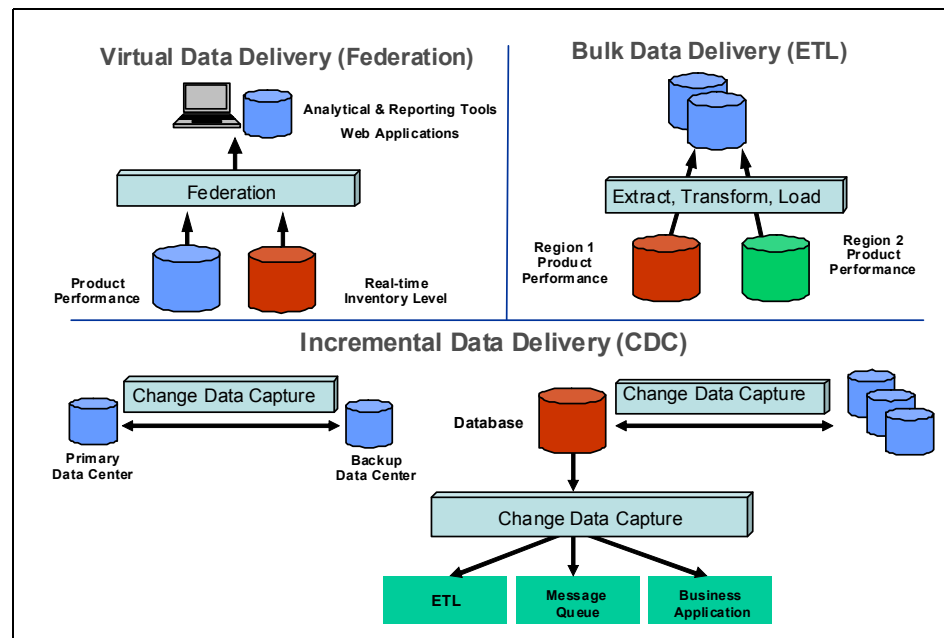 Virtual Data Delivery (Federation)
Analytical & Reporting Tools
Web Applications
Federation
Product
Performance
Real-time
Inventory Level
Bulk Data Delivery (ETL)
Extract, Transform, Load
Region 1
Product
Performance
Region 2
Product
Performance
Incremental Data Delivery (CDC)
Change Data Capture
Primary
Data Center
Backup
Data Center
Database
Change Data Capture
Change Data Capture
ETL
Message
Queue
Business
Application